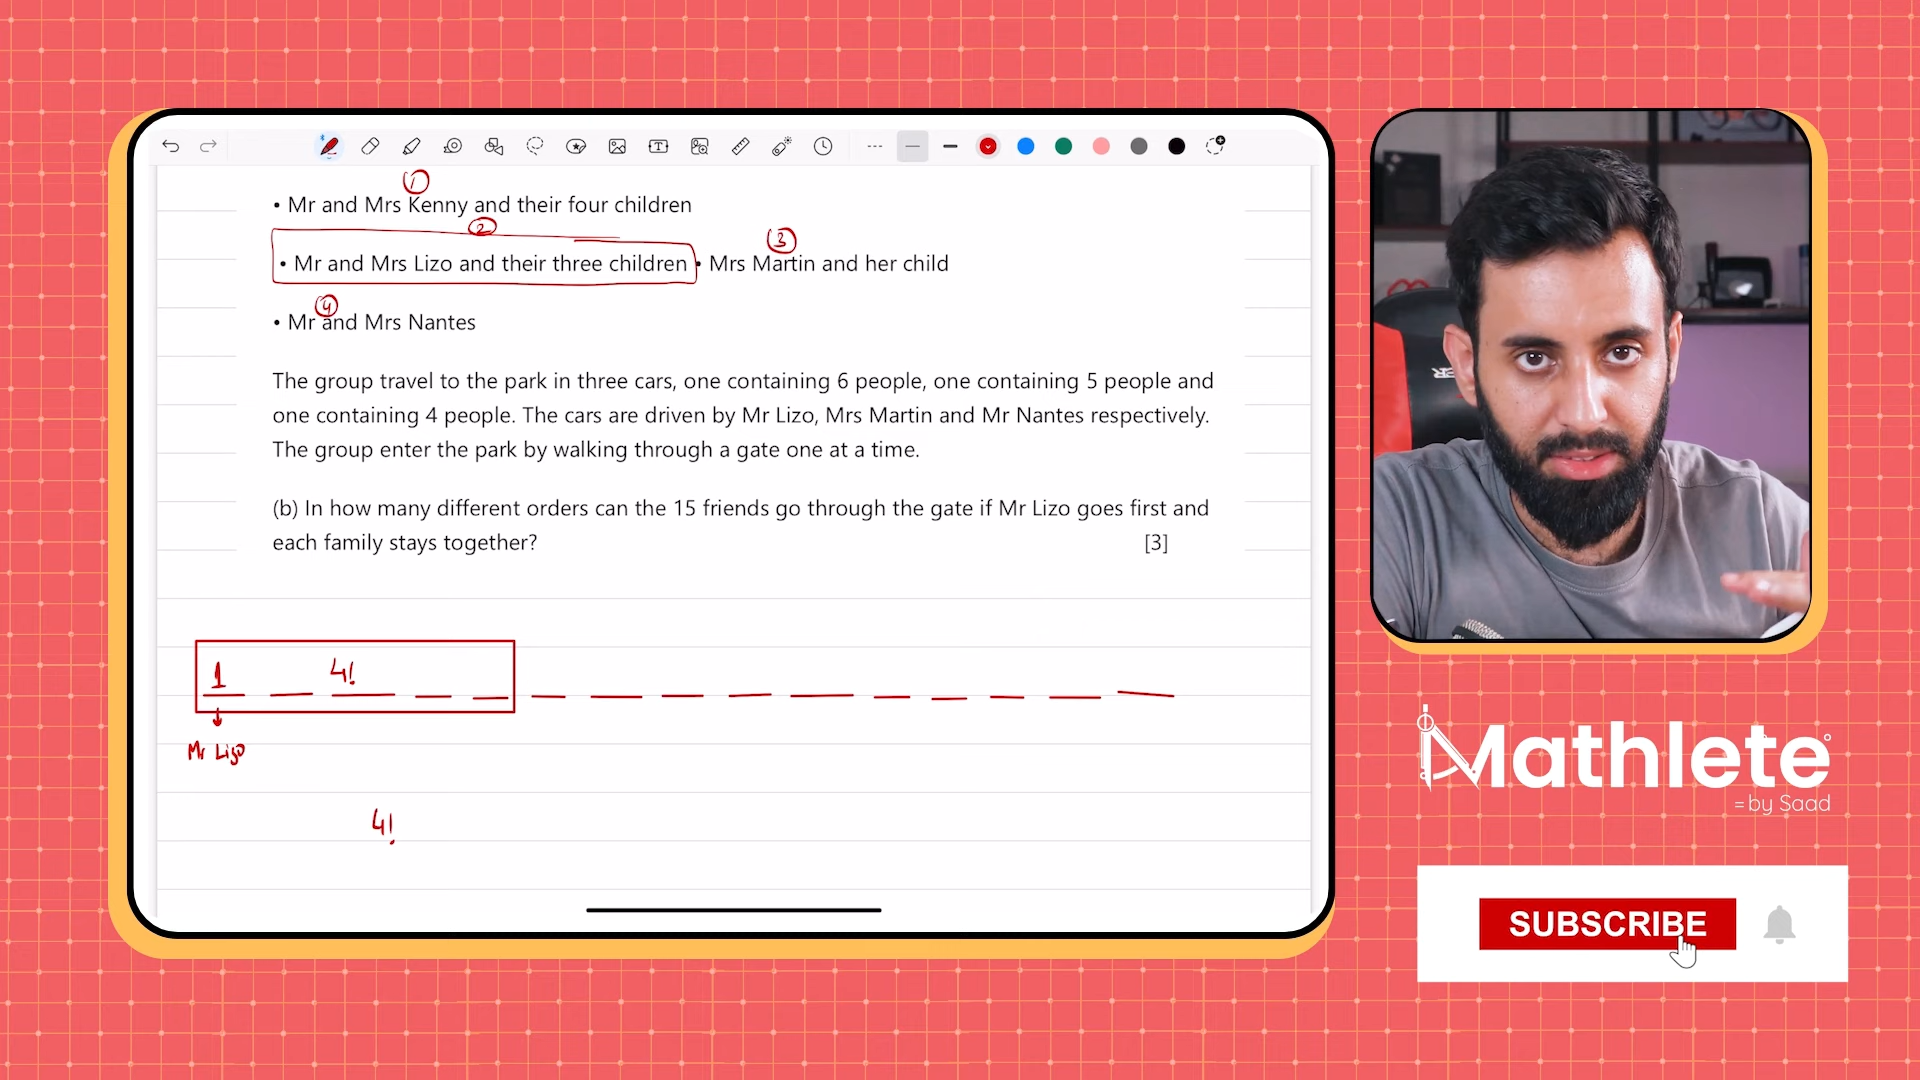 ①
• Mr and Mrs Kenny and their four children
②
③
• Mr and Mrs Lizo and their three children • Mrs Martin and her child
④
• Mr and Mrs Nantes
The group travel to the park in three cars, one containing 6 people, one containing 5 people and
one containing 4 people. The cars are driven by Mr Lizo, Mrs Martin and Mr Nantes respectively.
The group enter the park by walking through a gate one at a time.
(b) In how many different orders can the 15 friends go through the gate if Mr Lizo goes first and
each family stays together? [3]
1 4!
Mr Lizo
4!
Mathlete
=by Saad
SUBSCRIBE